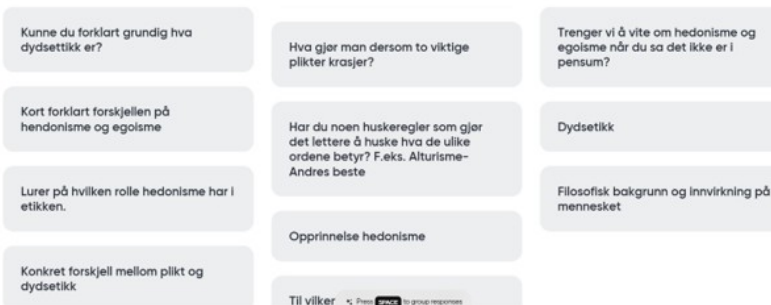 Kunne du forklart grundig hva
dydsettikk er?
Kort forklart forskjellen på
hendonisme og egoisme
Lurer på hvilken rolle hedonisme har i
etikken.
Konkret forskjell mellom plikt og
dydsetikk
Hva gjør man dersom to viktige
plikter krasjer?
Har du noen huskeregler som gjør
det lettere å huske hva de ulike
ordene betyr? F.eks. Alturisme-
Andres beste
Opprinnelse hedonisme
Til vilker
Press SPACE to group responses
Trenger vi å vite om hedonisme og
egoisme når du sa det ikke er i
pensum?
Dydsetikk
Filosofisk bakgrunn og innvirkning på
mennesket